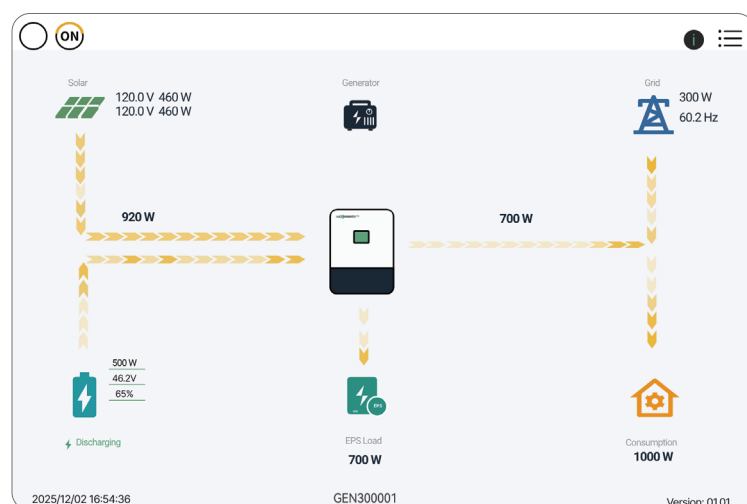 ON
Solar
120.0 V 460 W
120.0 V 460 W
Generator
Grid
300 W
60.2 Hz
920 W
700 W
500 W
46.2V
65%
Discharging
EPS
EPS Load
700 W
Consumption
1000 W
2025/12/02 16:54:36
GEN300001
Version: 01.01